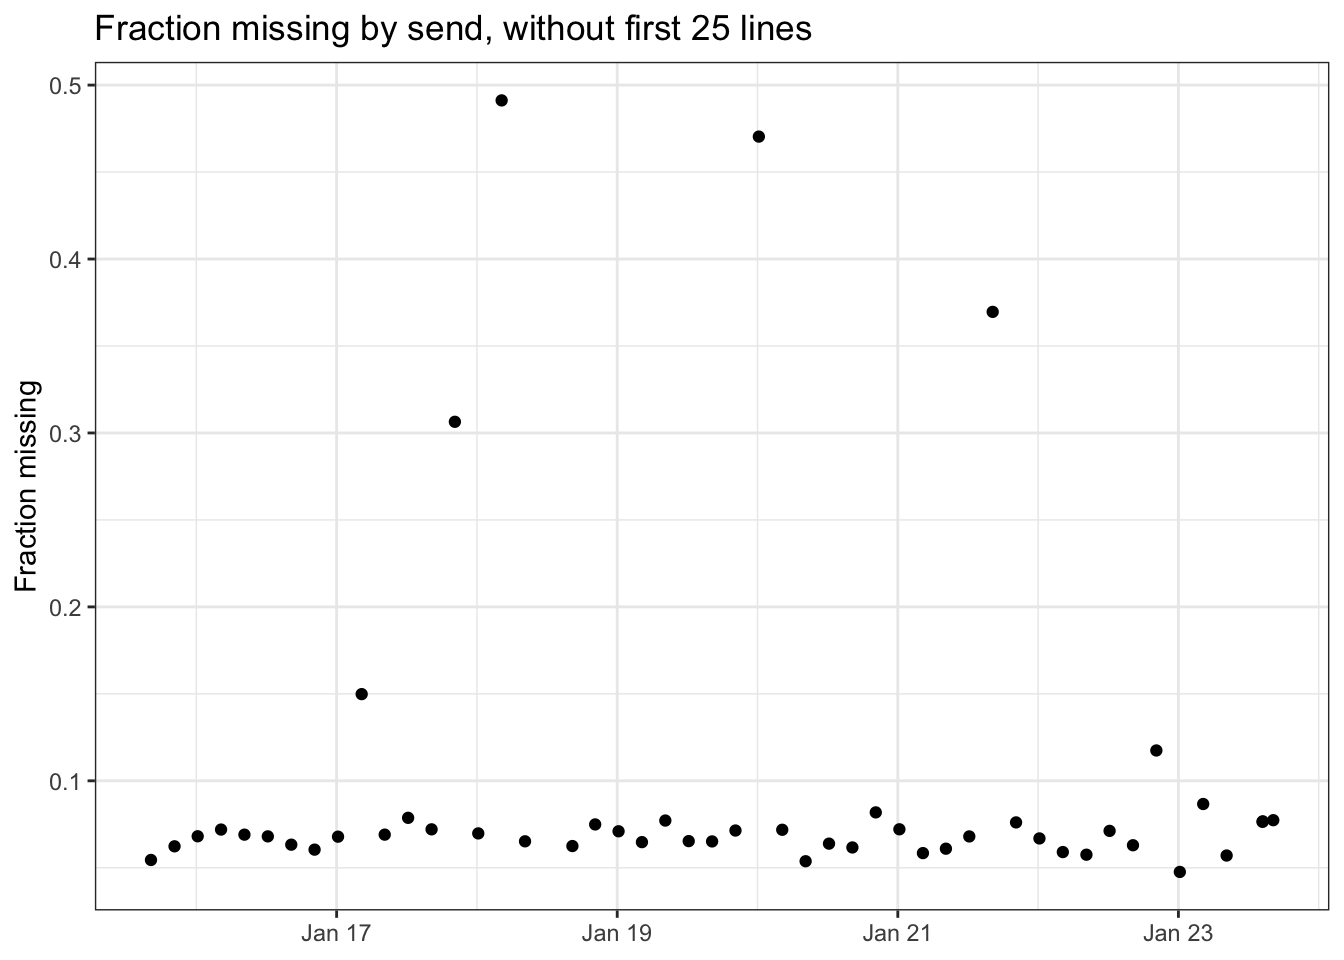 Fraction missing by send, without first 25 lines
Fraction missing
0.5
0.4
0.3
0.2
0.1
Jan 17 Jan 19 Jan 21 Jan 23